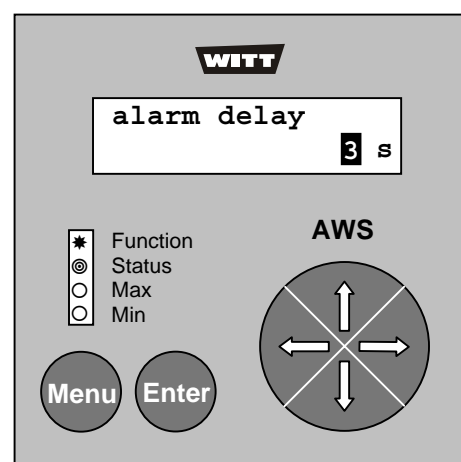 WITT
alarm delay
3 s
AWS
Function
Status
Max
Min
Menu
Enter